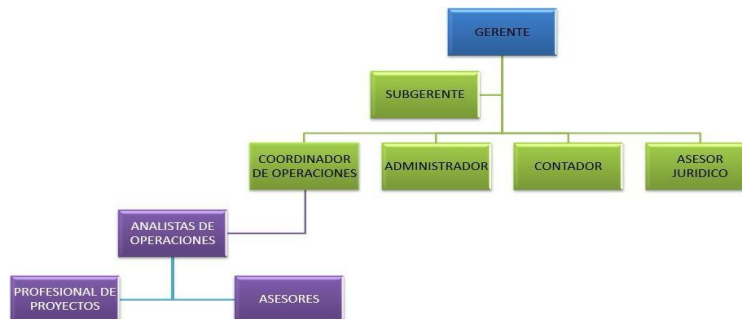 GERENTE
SUBGERENTE
COORDINADOR
DE OPERACIONES
ADMINISTRADOR
CONTADOR
ASESOR
JURIDICO
ANALISTAS DE
OPERACIONES
PROFESIONAL DE
PROYECTOS
ASESORES